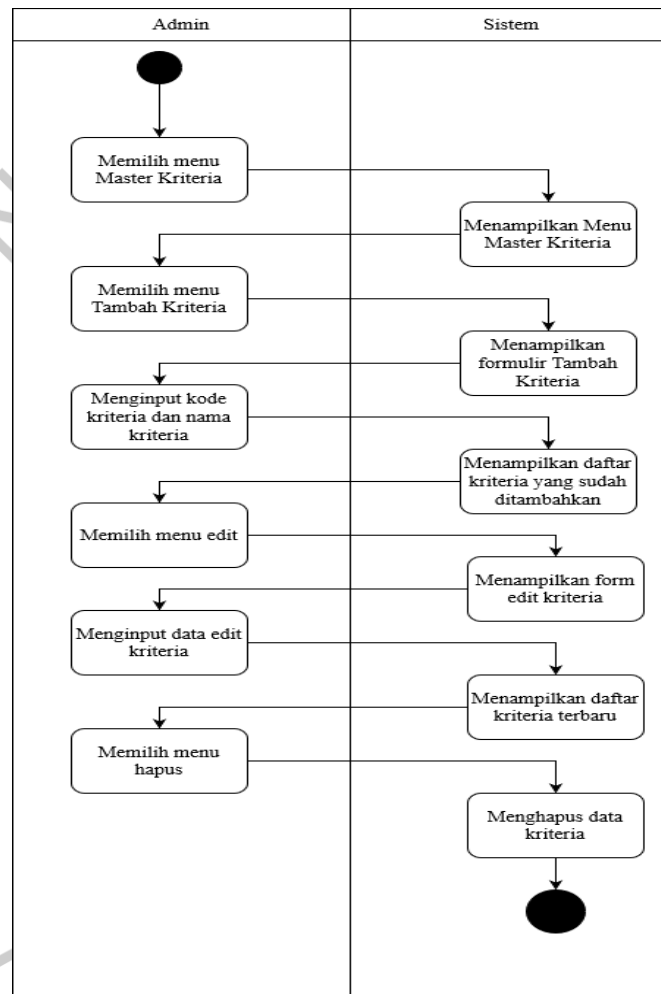 Admin
Sistem
Memilih menu
Master Kriteria
Menampilkan Menu
Master Kriteria
Memilih menu
Tambah Kriteria
Menampilkan
formulir Tambah
Kriteria
Menginput kode
kriteria dan nama
kriteria
Menampilkan daftar
kriteria yang sudah
ditambahkan
Memilih menu edit
Menampilkan form
edit kriteria
Menginput data edit
kriteria
Menampilkan daftar
kriteria terbaru
Memilih menu
hapus
Menghapus data
kriteria